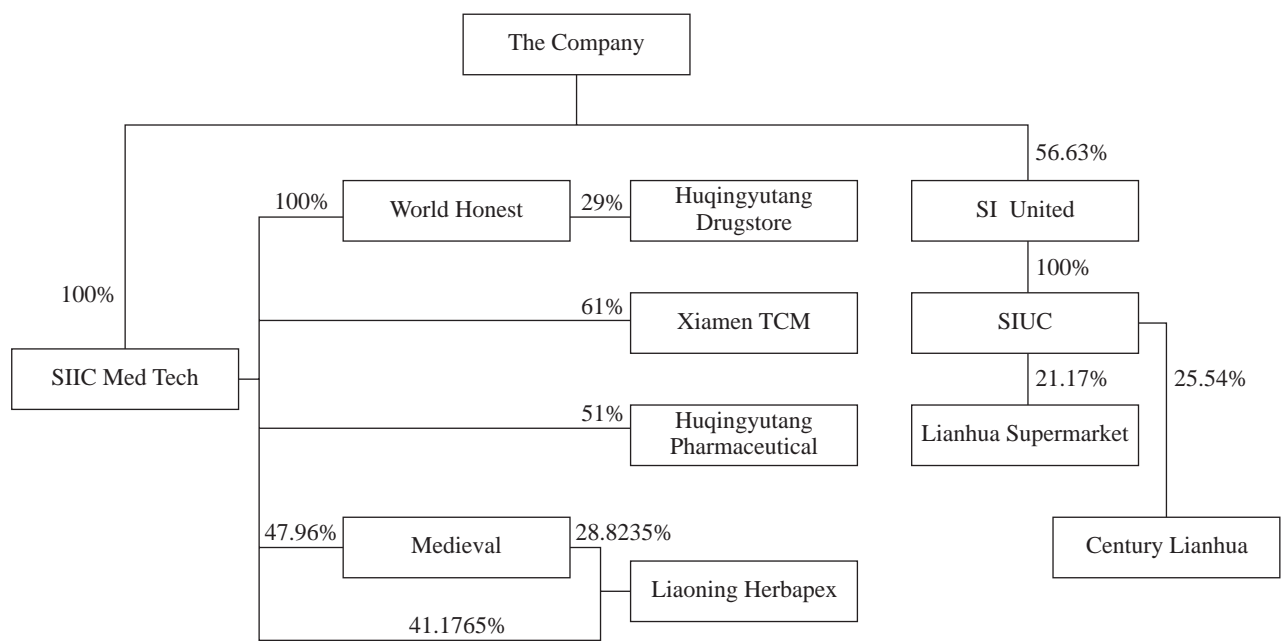 The Company
56.63%
100%
World Honest
29%
Huqingyutang
Drugstore
SI United
100%
100%
61%
Xiamen TCM
SIUC
SIIC Med Tech
21.17%
25.54%
51%
Huqingyutang
Pharmaceutical
Lianhua Supermarket
47.96%
Medieval
28.8235%
Century Lianhua
Liaoning Herbapex
41.1765%